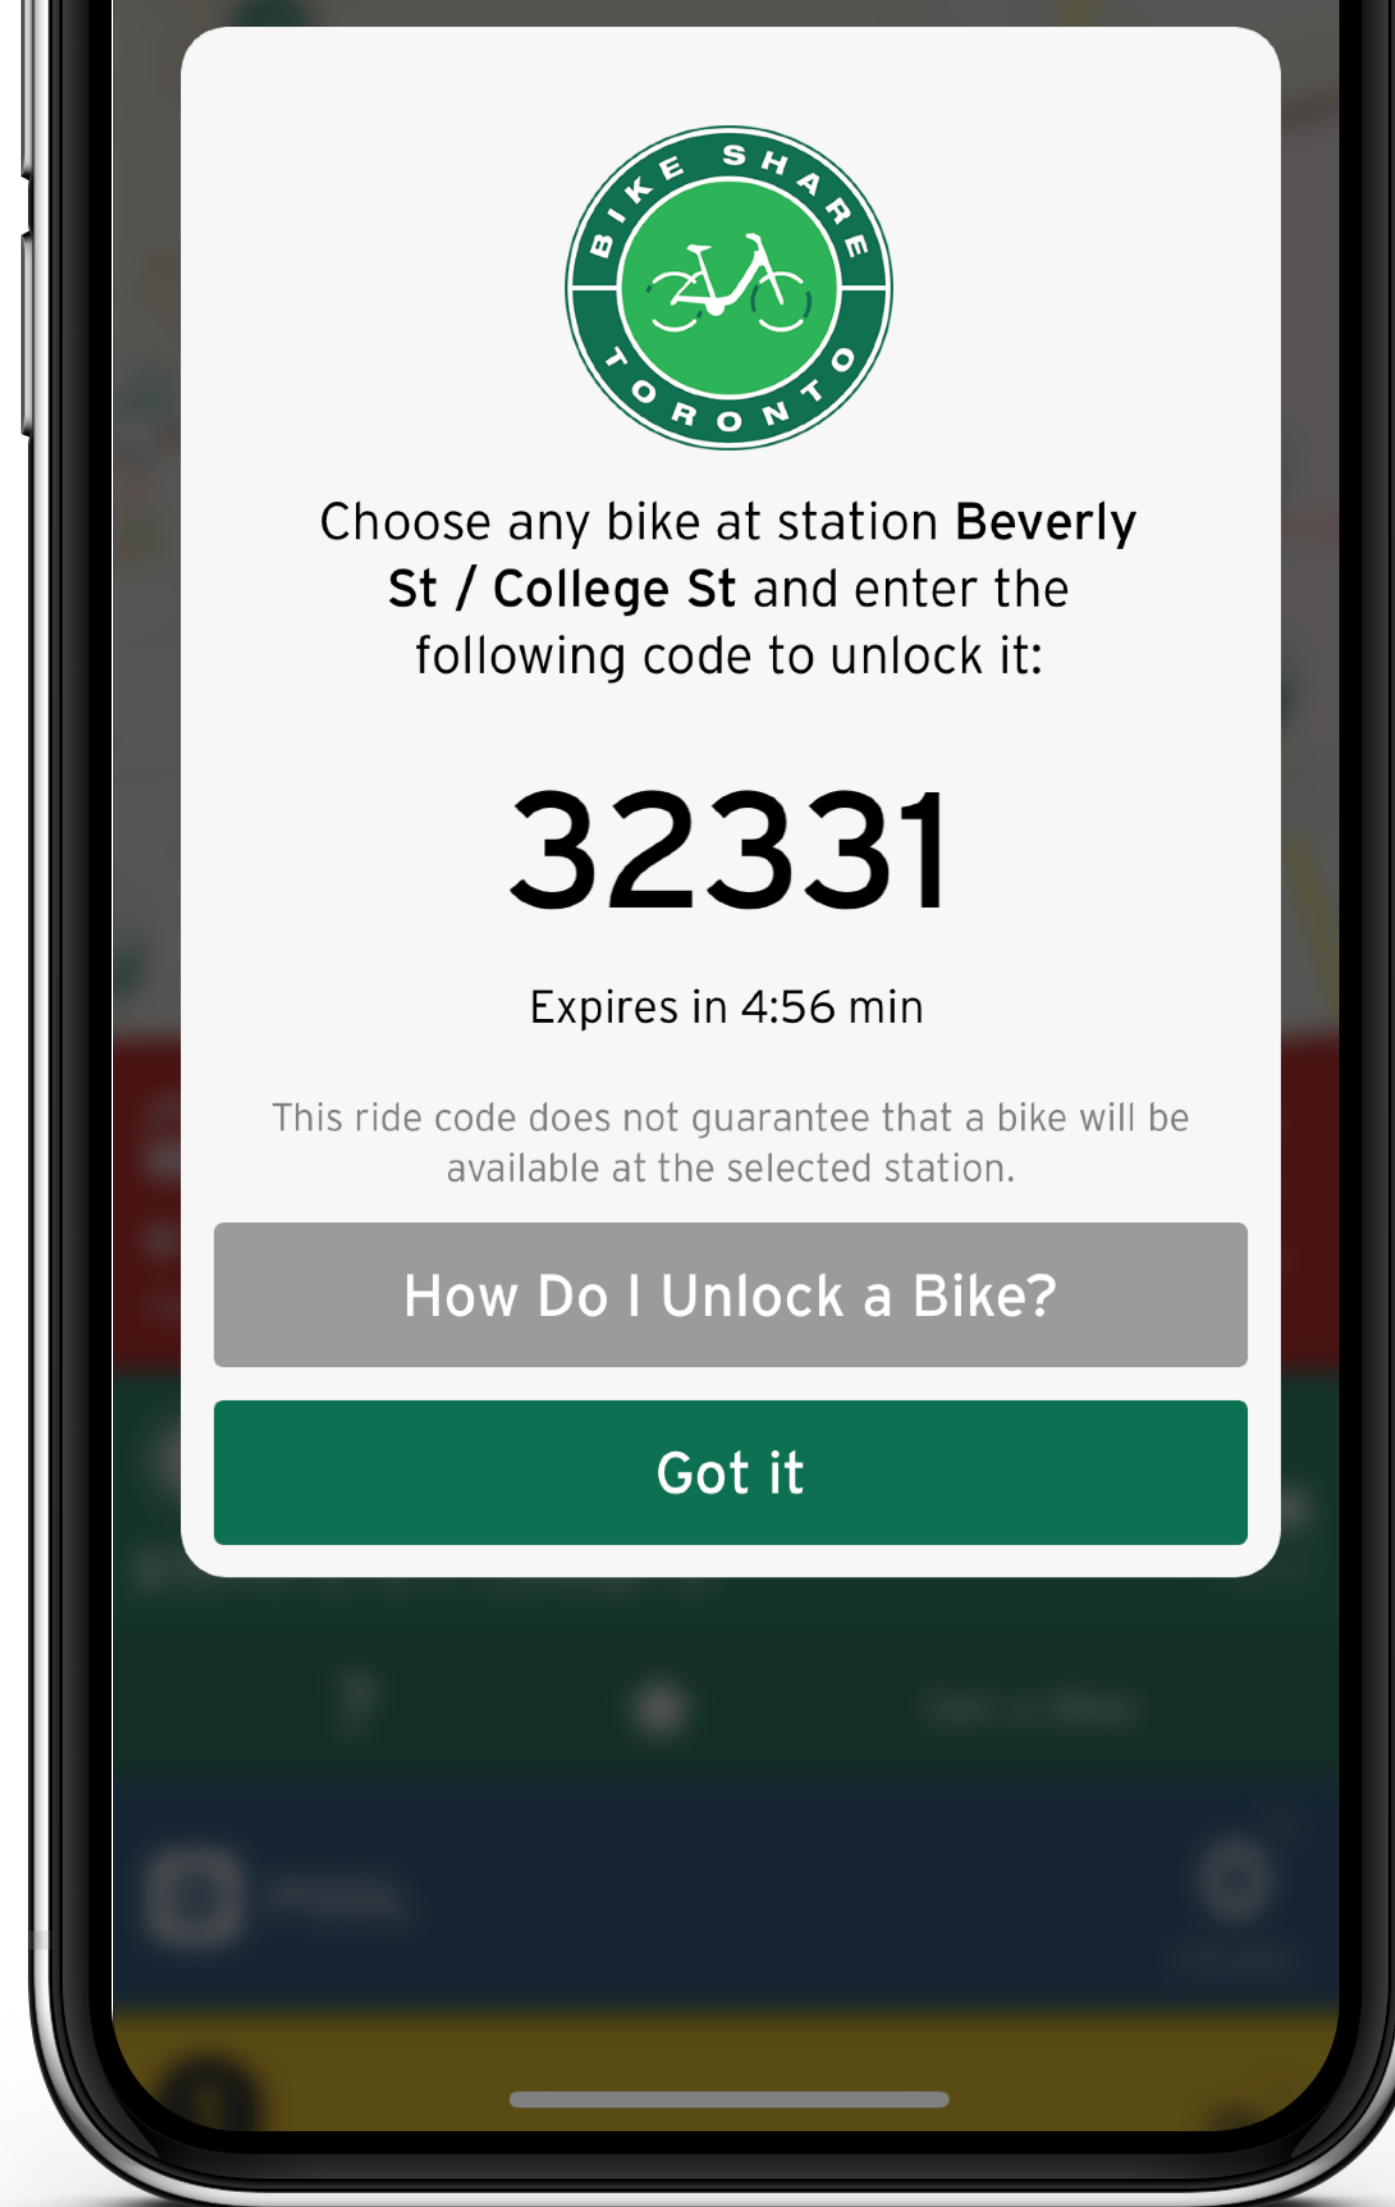 BIKE SHARE
TORONTO
Choose any bike at station Beverly
St / College St and enter the
following code to unlock it:
32331
Expires in 4:56 min
This ride code does not guarantee that a bike will be
available at the selected station.
How Do I Unlock a Bike?
Got it